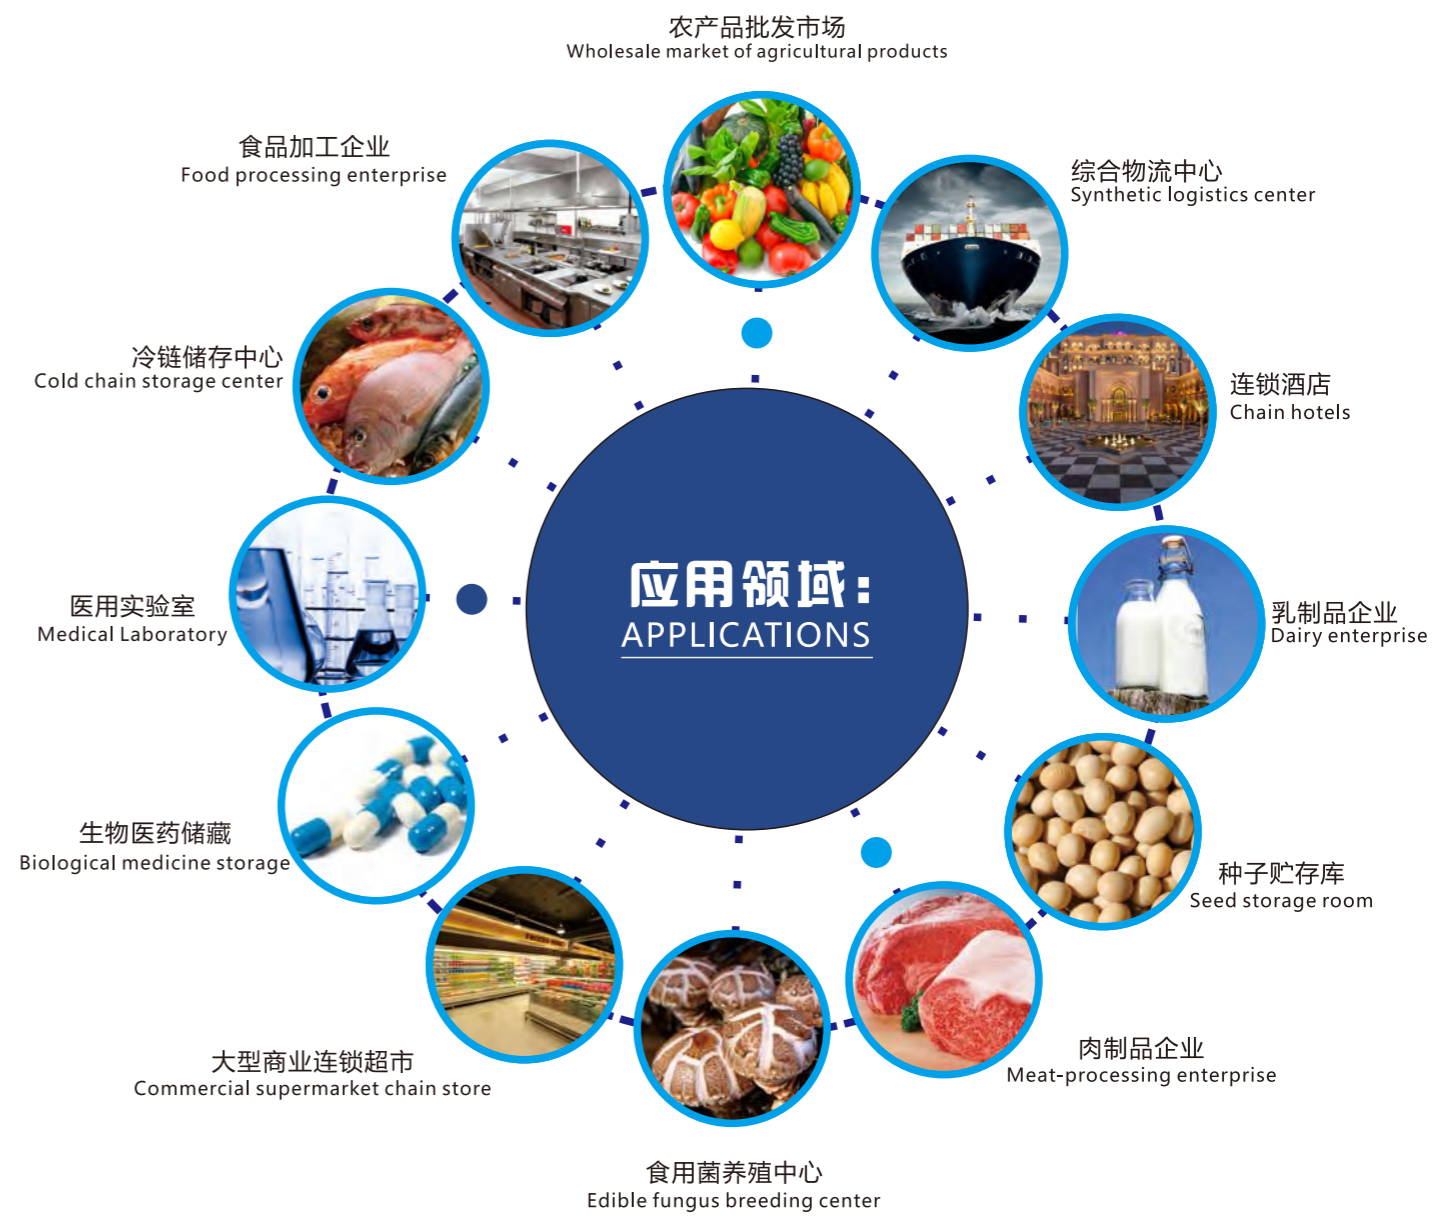 农产品批发市场
Wholesale market of agricultural products
食品加工企业
Food processing enterprise
综合物流中心
Synthetic logistics center
冷链储存中心
Cold chain storage center
连锁酒店
Chain hotels
应用领域:
APPLICATIONS
医用实验室
Medical Laboratory
乳制品企业
Dairy enterprise
生物医药储藏
Biological medicine storage
种子贮存库
Seed storage room
大型商业连锁超市
Commercial supermarket chain store
肉制品企业
Meat-processing enterprise
食用菌养殖中心
Edible fungus breeding center